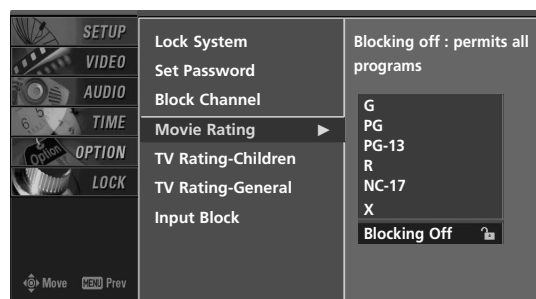 SETUP
VIDEO
AUDIO
TIME
Option OPTION
LOCK
Move MENU Prev
Lock System
Set Password
Block Channel
Movie Rating
TV Rating-Children
TV Rating-General
Input Block
Blocking off : permits all
programs
G
PG
PG-13
R
NC-17
X
Blocking Off